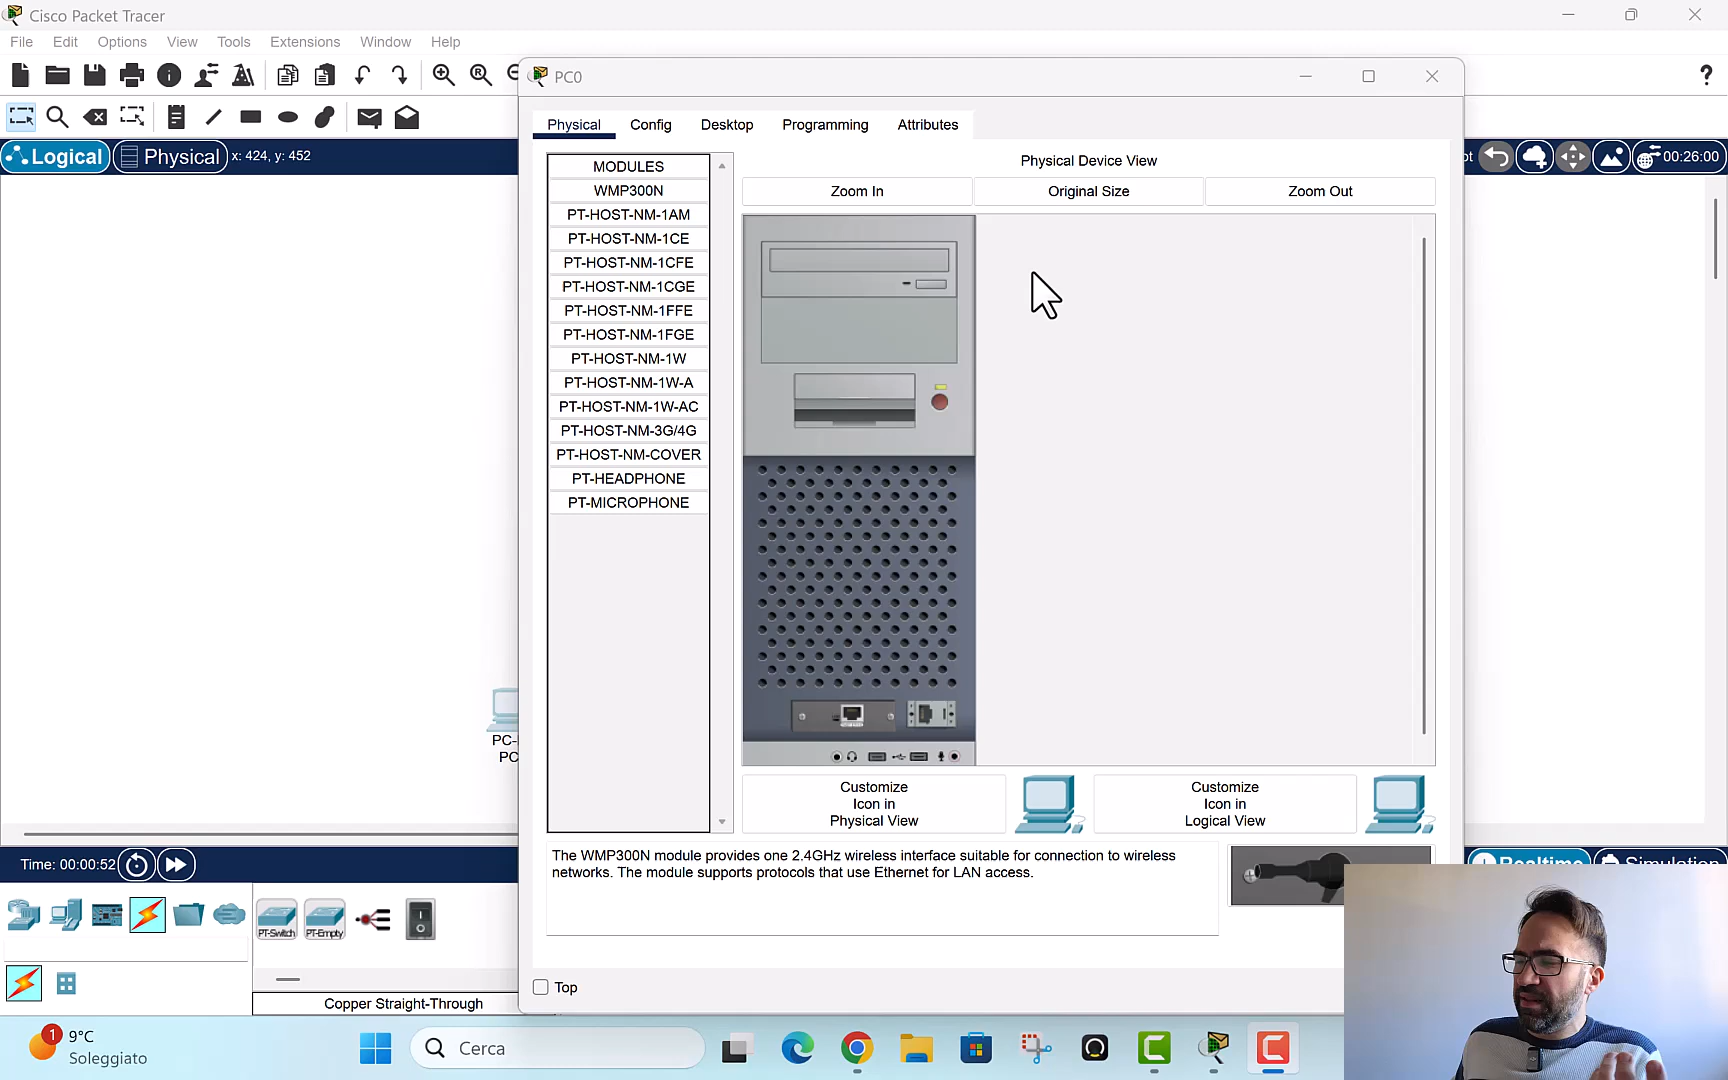 Cisco Packet Tracer
File Edit Options View Tools Extensions Window Help
PC0
?
Physical Config Desktop Programming Attributes
Logical Physical x: 424, y: 452
00:26:00
MODULES
WMP300N
PT-HOST-NM-1AM
PT-HOST-NM-1CE
PT-HOST-NM-1CFE
PT-HOST-NM-1CGE
PT-HOST-NM-1FFE
PT-HOST-NM-1FGE
PT-HOST-NM-1W
PT-HOST-NM-1W-A
PT-HOST-NM-1W-AC
PT-HOST-NM-3G/4G
PT-HOST-NM-COVER
PT-HEADPHONE
PT-MICROPHONE
Physical Device View
Zoom In Original Size Zoom Out
PC-
PC
Customize
Icon in
Physical View
Customize
Icon in
Logical View
The WMP300N module provides one 2.4GHz wireless interface suitable for connection to wireless
networks. The module supports protocols that use Ethernet for LAN access.
Time: 00:00:52
Realtime Simulation
PT-Switch PT-Empty
Copper Straight-Through
Top
1
9°C
Soleggiato
Cerca